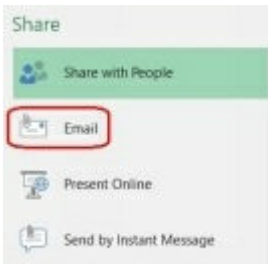 Share
Share with People
Email
Present Online
Send by Instant Message